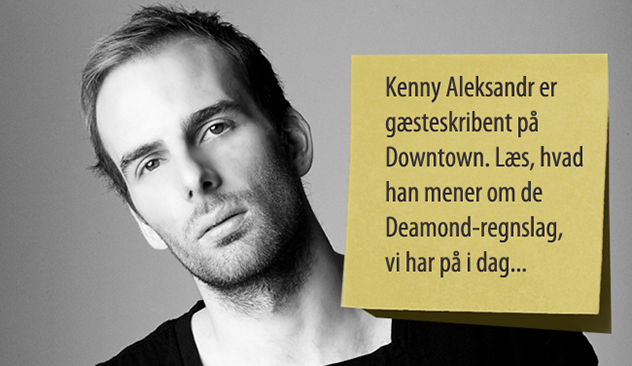 Kenny Aleksandr er
gæsteskribent på
Downtown. Læs, hvad
han mener om de
Deamond-regnslag,
vi har på i dag...